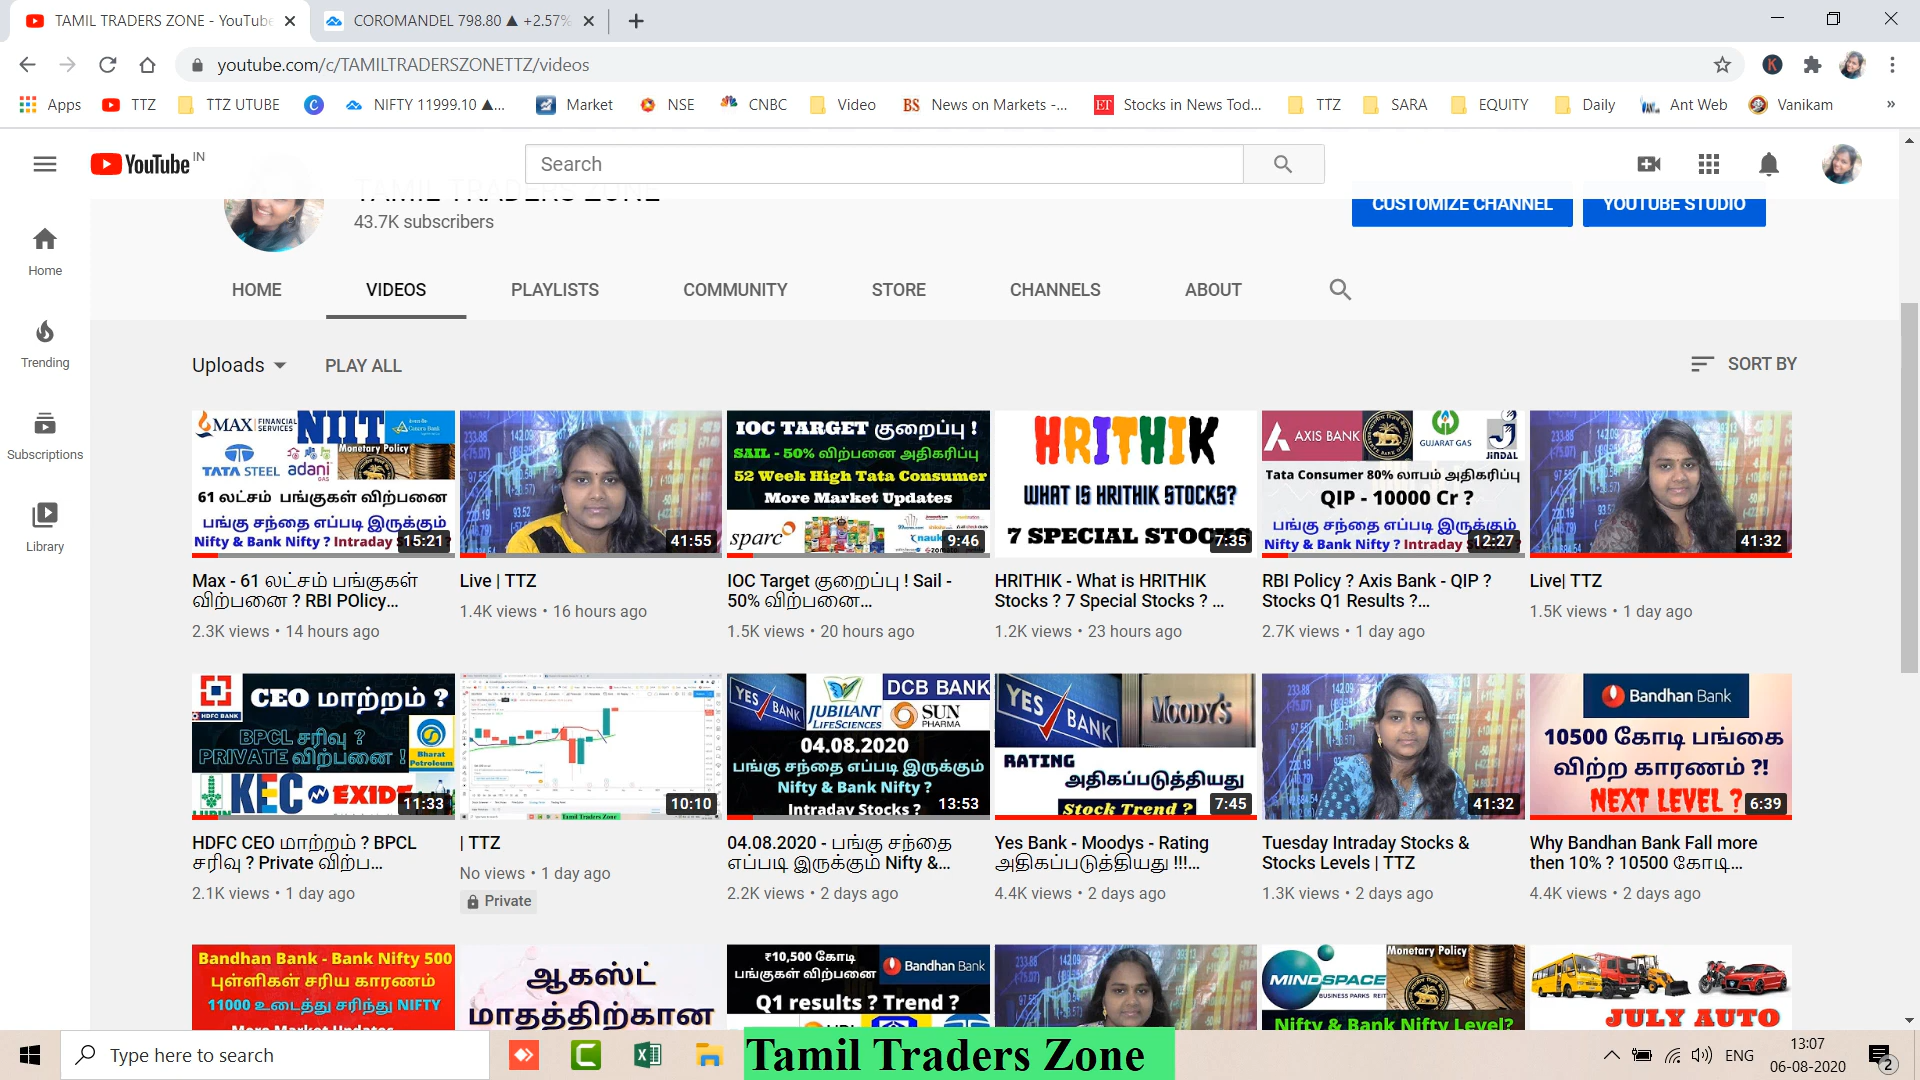 TAMIL TRADERS ZONE - YouTube
COROMANDEL 798.80 ▲ +2.57%
youtube.com/c/TAMILTRADERSZONETTZ/videos
Apps TTZ TTZ UTUBE NIFTY 11999.10 ▲... Market NSE CNBC Video News on Markets -... Stocks in News Tod... TTZ SARA EQUITY Daily Ant Web Vanikam »
YouTube IN
Search
TAMIL TRADERS ZONE
43.7K subscribers
CUSTOMIZE CHANNEL YOUTUBE STUDIO
Home
Trending
Subscriptions
Library
HOME VIDEOS PLAYLISTS COMMUNITY STORE CHANNELS ABOUT
Uploads PLAY ALL SORT BY
MAX FINANCIAL SERVICES NIIT Canara Bank
TATA STEEL adani GAS Monetary Policy
61 லட்சம் பங்குகள் விற்பனை
பங்கு சந்தை எப்படி இருக்கும்
Nifty & Bank Nifty ? Intraday
15:21
Max - 61 லட்சம் பங்குகள்
விற்பனை ? RBI POlicy...
2.3K views • 14 hours ago
41:55
Live | TTZ
1.4K views • 16 hours ago
IOC TARGET குறைப்பு !
SAIL - 50% விற்பனை அதிகரிப்பு
52 Week High Tata Consumer
More Market Updates
sparc
9:46
IOC Target குறைப்பு ! Sail -
50% விற்பனை...
1.5K views • 20 hours ago
HRITHIK
WHAT IS HRITHIK STOCKS?
7 SPECIAL STOCKS
7:35
HRITHIK - What is HRITHIK
Stocks ? 7 Special Stocks ? ...
1.2K views • 23 hours ago
AXIS BANK GUJARAT GAS JINDAL
Tata Consumer 80% லாபம் அதிகரிப்பு
QIP - 10000 Cr ?
பங்கு சந்தை எப்படி இருக்கும்
Nifty & Bank Nifty ? Intraday
12:27
RBI Policy ? Axis Bank - QIP ?
Stocks Q1 Results ?...
2.7K views • 1 day ago
41:32
Live| TTZ
1.5K views • 1 day ago
HDFC BANK CEO மாற்றம் ?
BPCL சரிவு ?
PRIVATE விற்பனை !
Bharat Petroleum
KEC EXIDE
11:33
HDFC CEO மாற்றம் ? BPCL
சரிவு ? Private விற்ப...
2.1K views • 1 day ago
Tamil Traders Zone
10:10
| TTZ
No views • 1 day ago
Private
YES BANK JUBILANT LIFESCIENCES DCB BANK
SUN PHARMA
04.08.2020
பங்கு சந்தை எப்படி இருக்கும்
Nifty & Bank Nifty ?
Intraday Stocks ?
13:53
04.08.2020 - பங்கு சந்தை
எப்படி இருக்கும் Nifty &...
2.2K views • 2 days ago
YES BANK MOODY'S
RATING
அதிகப்படுத்தியது
Stock Trend ?
7:45
Yes Bank - Moodys - Rating
அதிகப்படுத்தியது !!!...
4.4K views • 2 days ago
41:32
Tuesday Intraday Stocks &
Stocks Levels | TTZ
1.3K views • 2 days ago
Bandhan Bank
10500 கோடி பங்கை
விற்ற காரணம் ?!
NEXT LEVEL ?
6:39
Why Bandhan Bank Fall more
then 10% ? 10500 கோடி...
4.4K views • 2 days ago
Bandhan Bank - Bank Nifty 500
புள்ளிகள் சரிய காரணம்
11000 உடைத்து சரிந்து NIFTY
More Market Updates
ஆகஸ்ட்
மாதத்திற்கான
₹10,500 கோடி
பங்குகள் விற்பனை
Bandhan Bank
Q1 results ? Trend ?
MINDSPACE
BUSINESS PARKS REIT
Monetary Policy
Nifty & Bank Nifty Level?
JULY AUTO
Type here to search
Tamil Traders Zone
ENG
13:07
06-08-2020
2